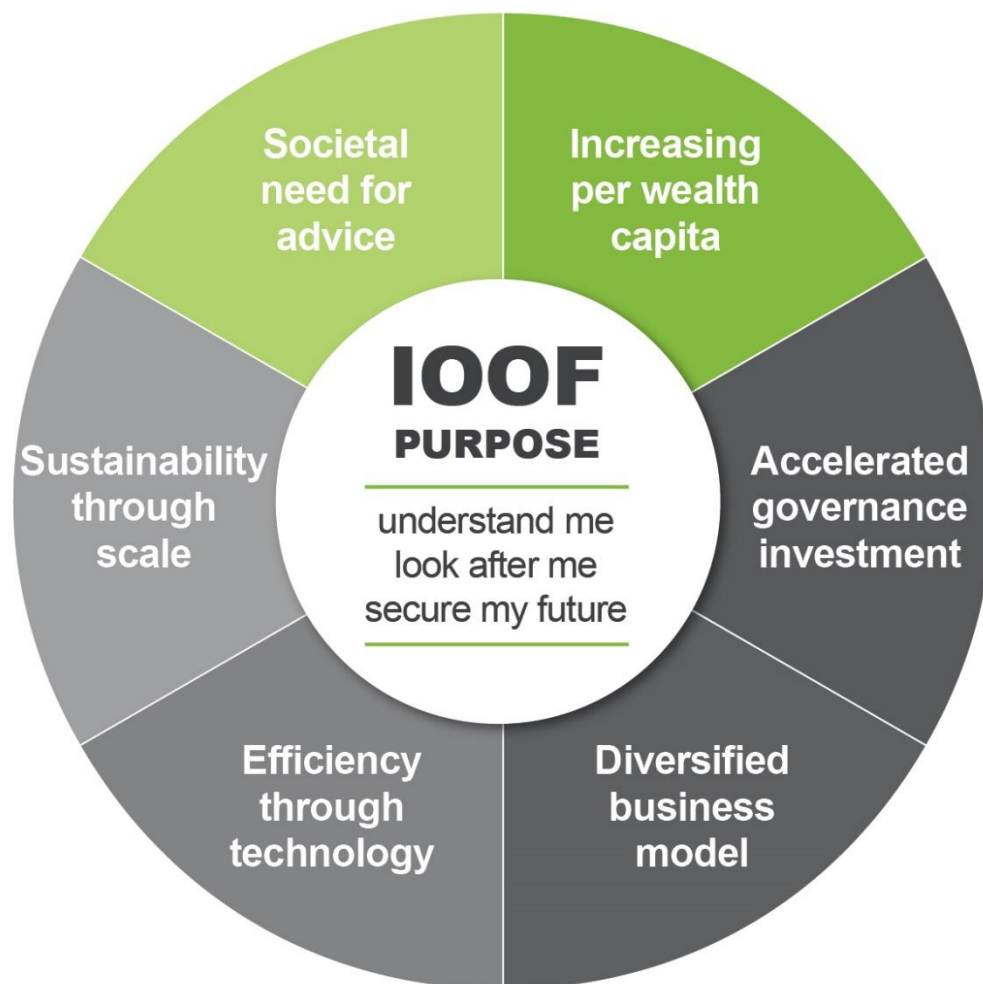 Societal
need for
advice
Increasing
per wealth
capita
Sustainability
through
scale
IOOF
PURPOSE
understand me
look after me
secure my future
Accelerated
governance
investment
Efficiency
through
technology
Diversified
business
model